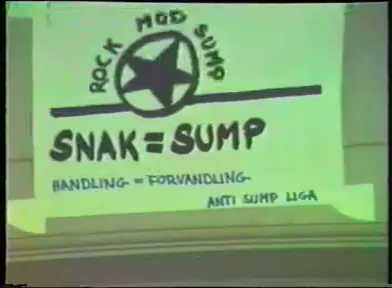 ROCK MOD SUMP
SNAK = SUMP
HANDLING = FORVANDLING
ANTI SUMP LIGA